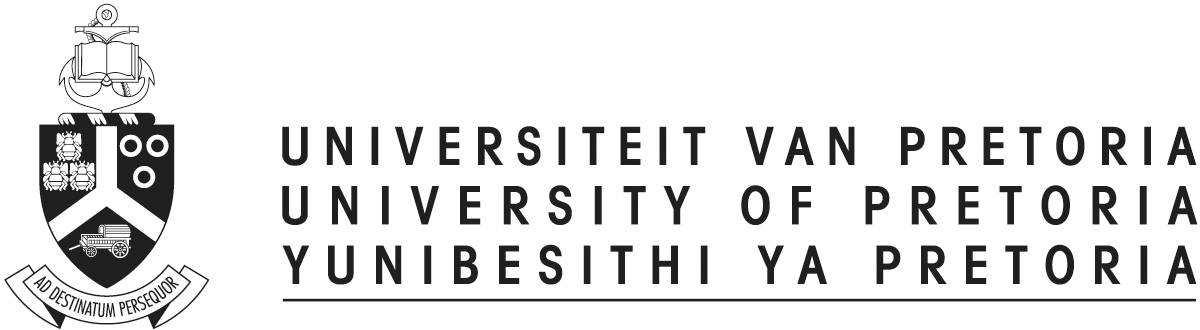 UNIVERSITEIT VAN PRETORIA
UNIVERSITY OF PRETORIA
YUNIBESITHI YA PRETORIA
AD DESTINATUM PERSEQUOR